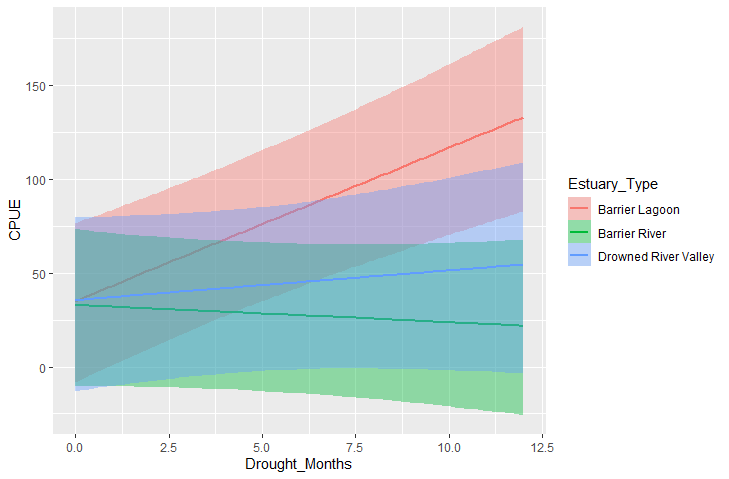 CPUE
150
100
50
0
0.0
2.5
5.0
7.5
10.0
12.5
Drought_Months
Estuary_Type
Barrier Lagoon
Barrier River
Drowned River Valley